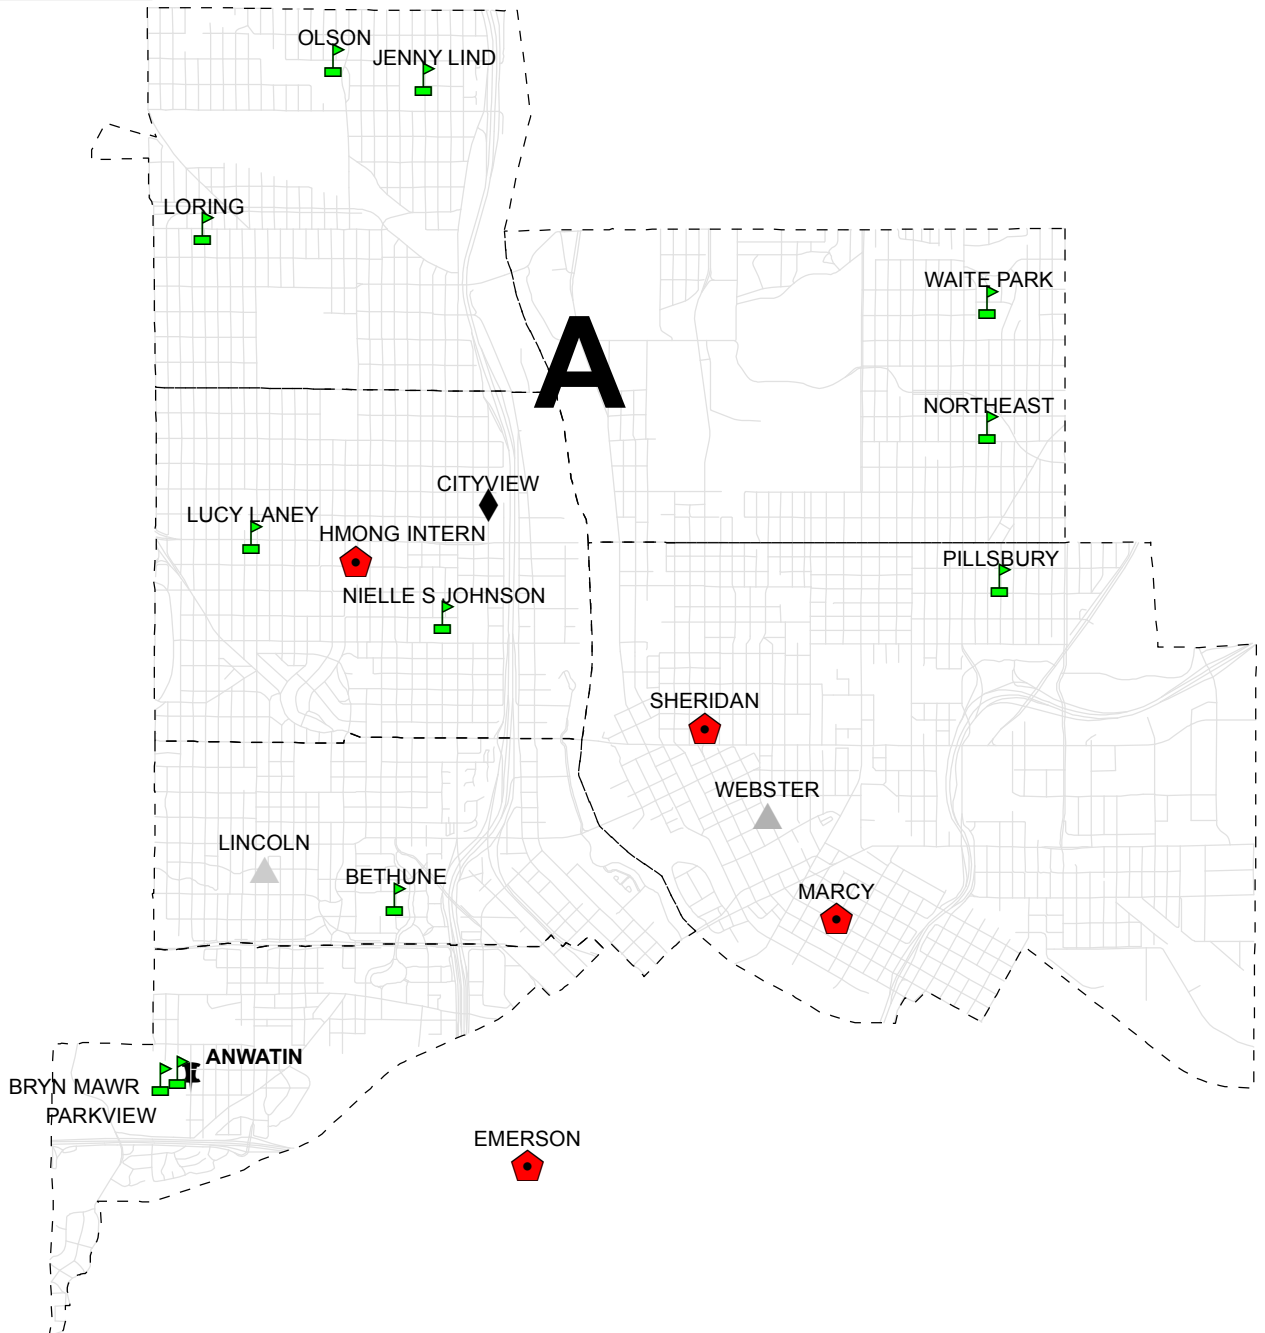 OLSON
JENNY LIND
LORING
WAITE PARK
A
NORTHEAST
CITYVIEW
LUCY LANEY
HMONG INTERN
PILLSBURY
NIELLE S JOHNSON
SHERIDAN
WEBSTER
LINCOLN
BETHUNE
MARCY
ANWATIN
BRYN MAWR
PARKVIEW
EMERSON